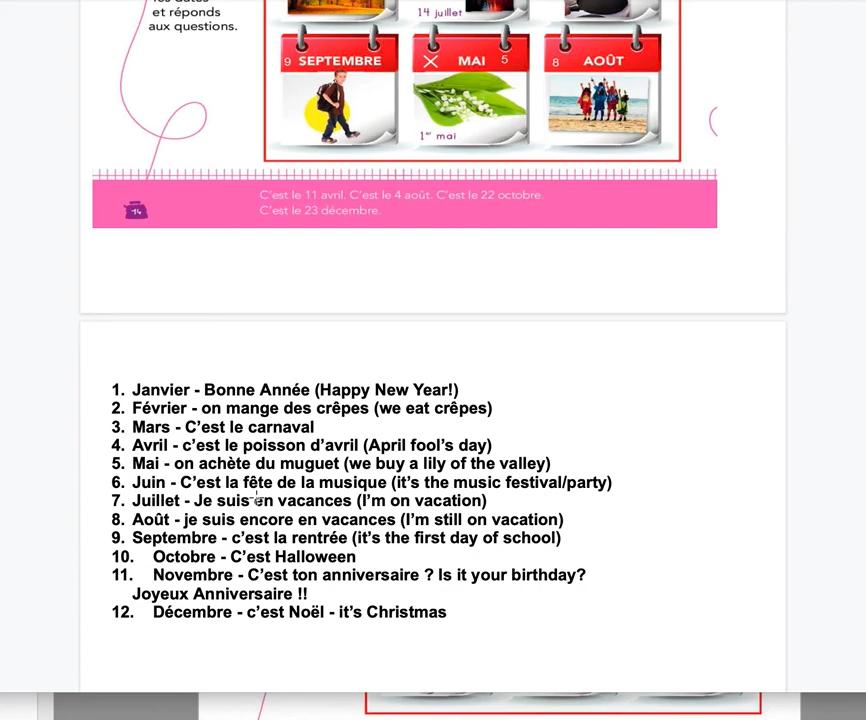 et réponds
aux questions.
14 juillet
9 SEPTEMBRE
X MAI 5
8 AOÛT
1er mai
C'est le 11 avril. C'est le 4 août. C'est le 22 octobre.
C'est le 23 décembre.
14
1. Janvier - Bonne Année (Happy New Year!)
2. Février - on mange des crêpes (we eat crêpes)
3. Mars - C'est le carnaval
4. Avril - c'est le poisson d'avril (April fool's day)
5. Mai - on achète du muguet (we buy a lily of the valley)
6. Juin - C'est la fête de la musique (it's the music festival/party)
7. Juillet - Je suis en vacances (I'm on vacation)
8. Août - je suis encore en vacances (I'm still on vacation)
9. Septembre - c'est la rentrée (it's the first day of school)
10. Octobre - C'est Halloween
11. Novembre - C'est ton anniversaire ? Is it your birthday?
Joyeux Anniversaire !!
12. Décembre - c'est Noël - it's Christmas